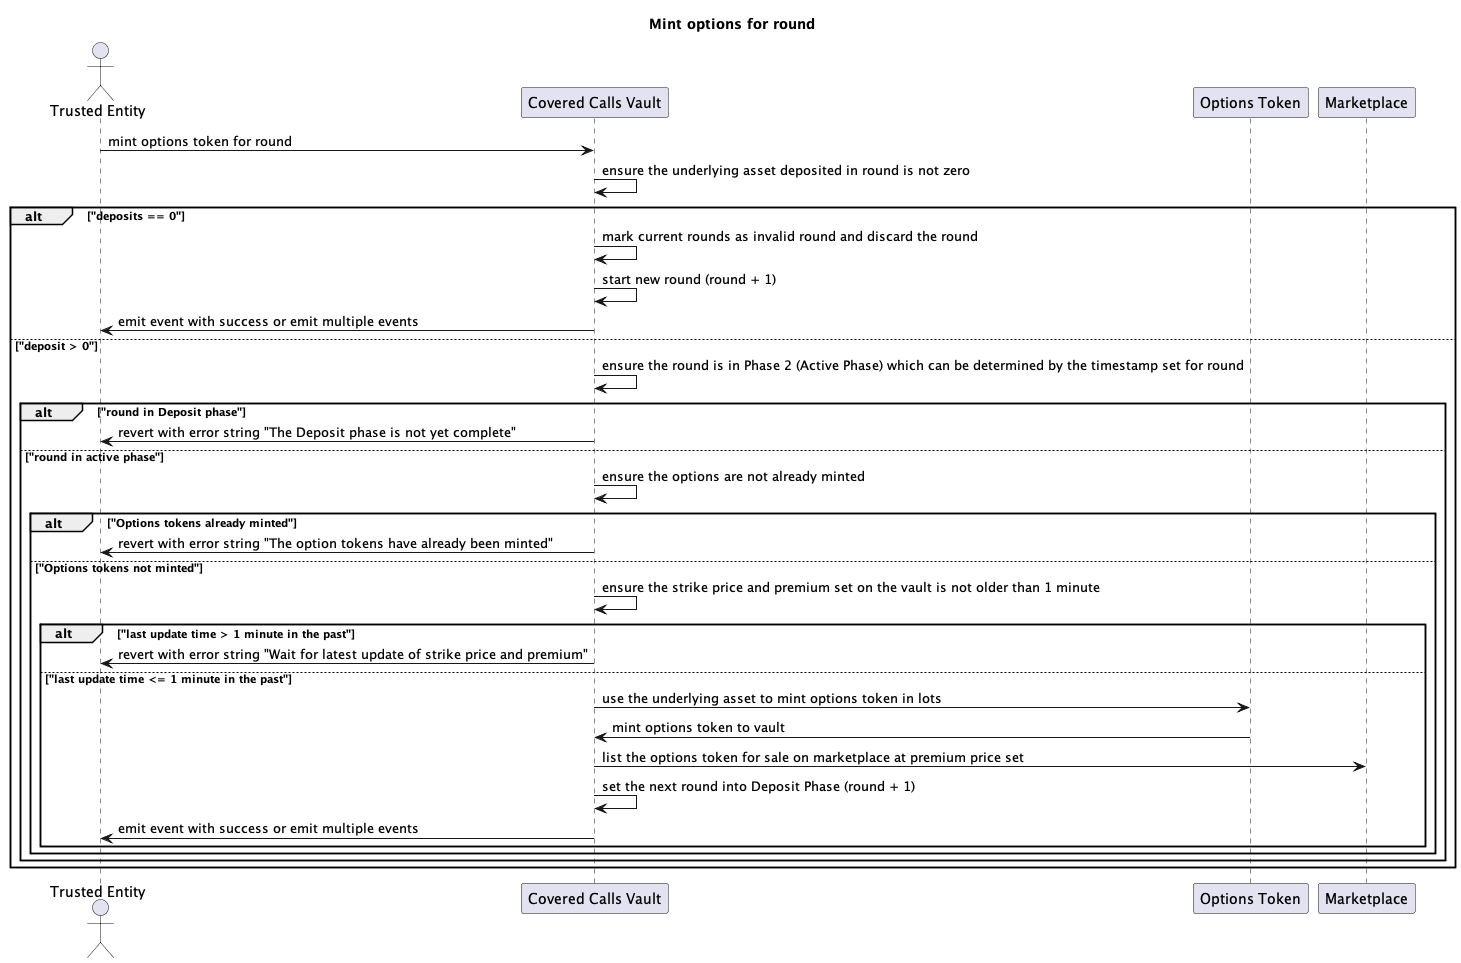 Mint options for round
Trusted Entity
Covered Calls Vault
Options Token
Marketplace
mint options token for round
ensure the underlying asset deposited in round is not zero
alt
["deposits == 0"]
mark current rounds as invalid round and discard the round
start new round (round + 1)
emit event with success or emit multiple events
["deposit > 0"]
ensure the round is in Phase 2 (Active Phase) which can be determined by the timestamp set for round
alt
["round in Deposit phase"]
revert with error string "The Deposit phase is not yet complete"
["round in active phase"]
ensure the options are not already minted
alt
["Options tokens already minted"]
revert with error string "The option tokens have already been minted"
["Options tokens not minted"]
ensure the strike price and premium set on the vault is not older than 1 minute
alt
["last update time > 1 minute in the past"]
revert with error string "Wait for latest update of strike price and premium"
["last update time <= 1 minute in the past"]
use the underlying asset to mint options token in lots
mint options token to vault
list the options token for sale on marketplace at premium price set
set the next round into Deposit Phase (round + 1)
emit event with success or emit multiple events
Trusted Entity
Covered Calls Vault
Options Token
Marketplace